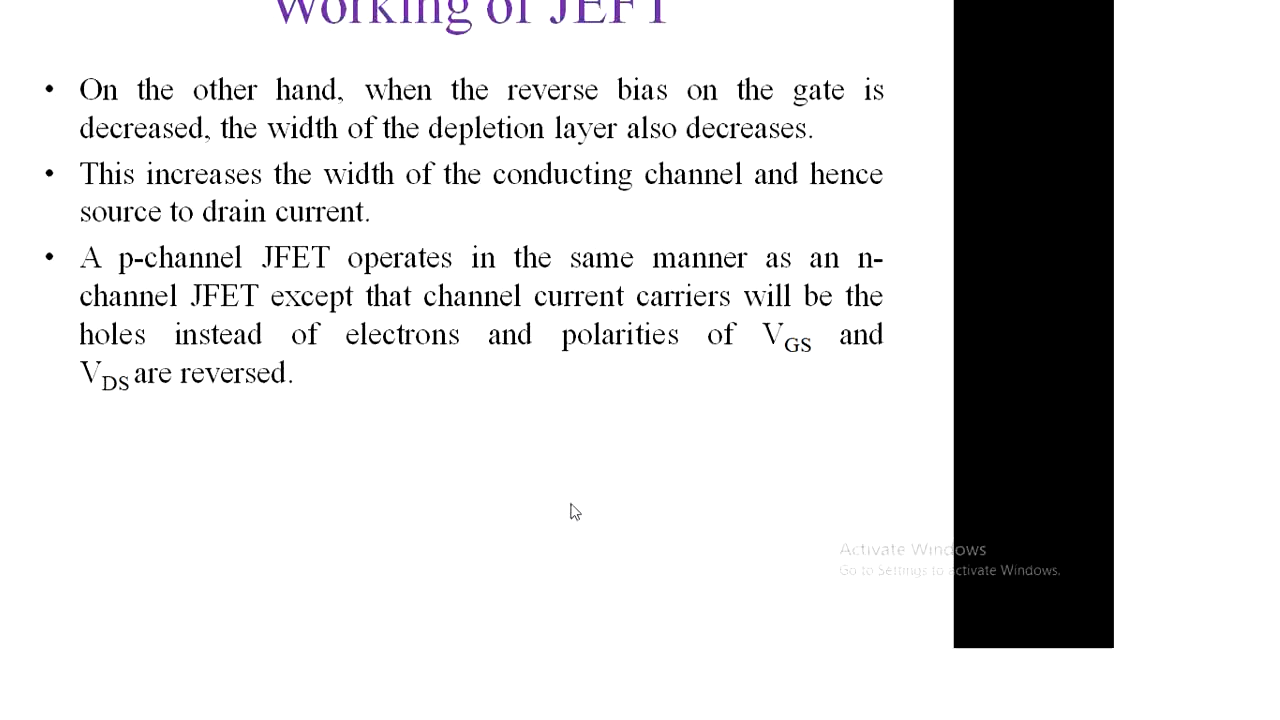 Working of JEFT
• On the other hand, when the reverse bias on the gate is
decreased, the width of the depletion layer also decreases.
• This increases the width of the conducting channel and hence
source to drain current.
• A p-channel JFET operates in the same manner as an n-
channel JFET except that channel current carriers will be the
holes instead of electrons and polarities of VGS and
VDS are reversed.
Activate Windows
Go to Settings to activate Windows.